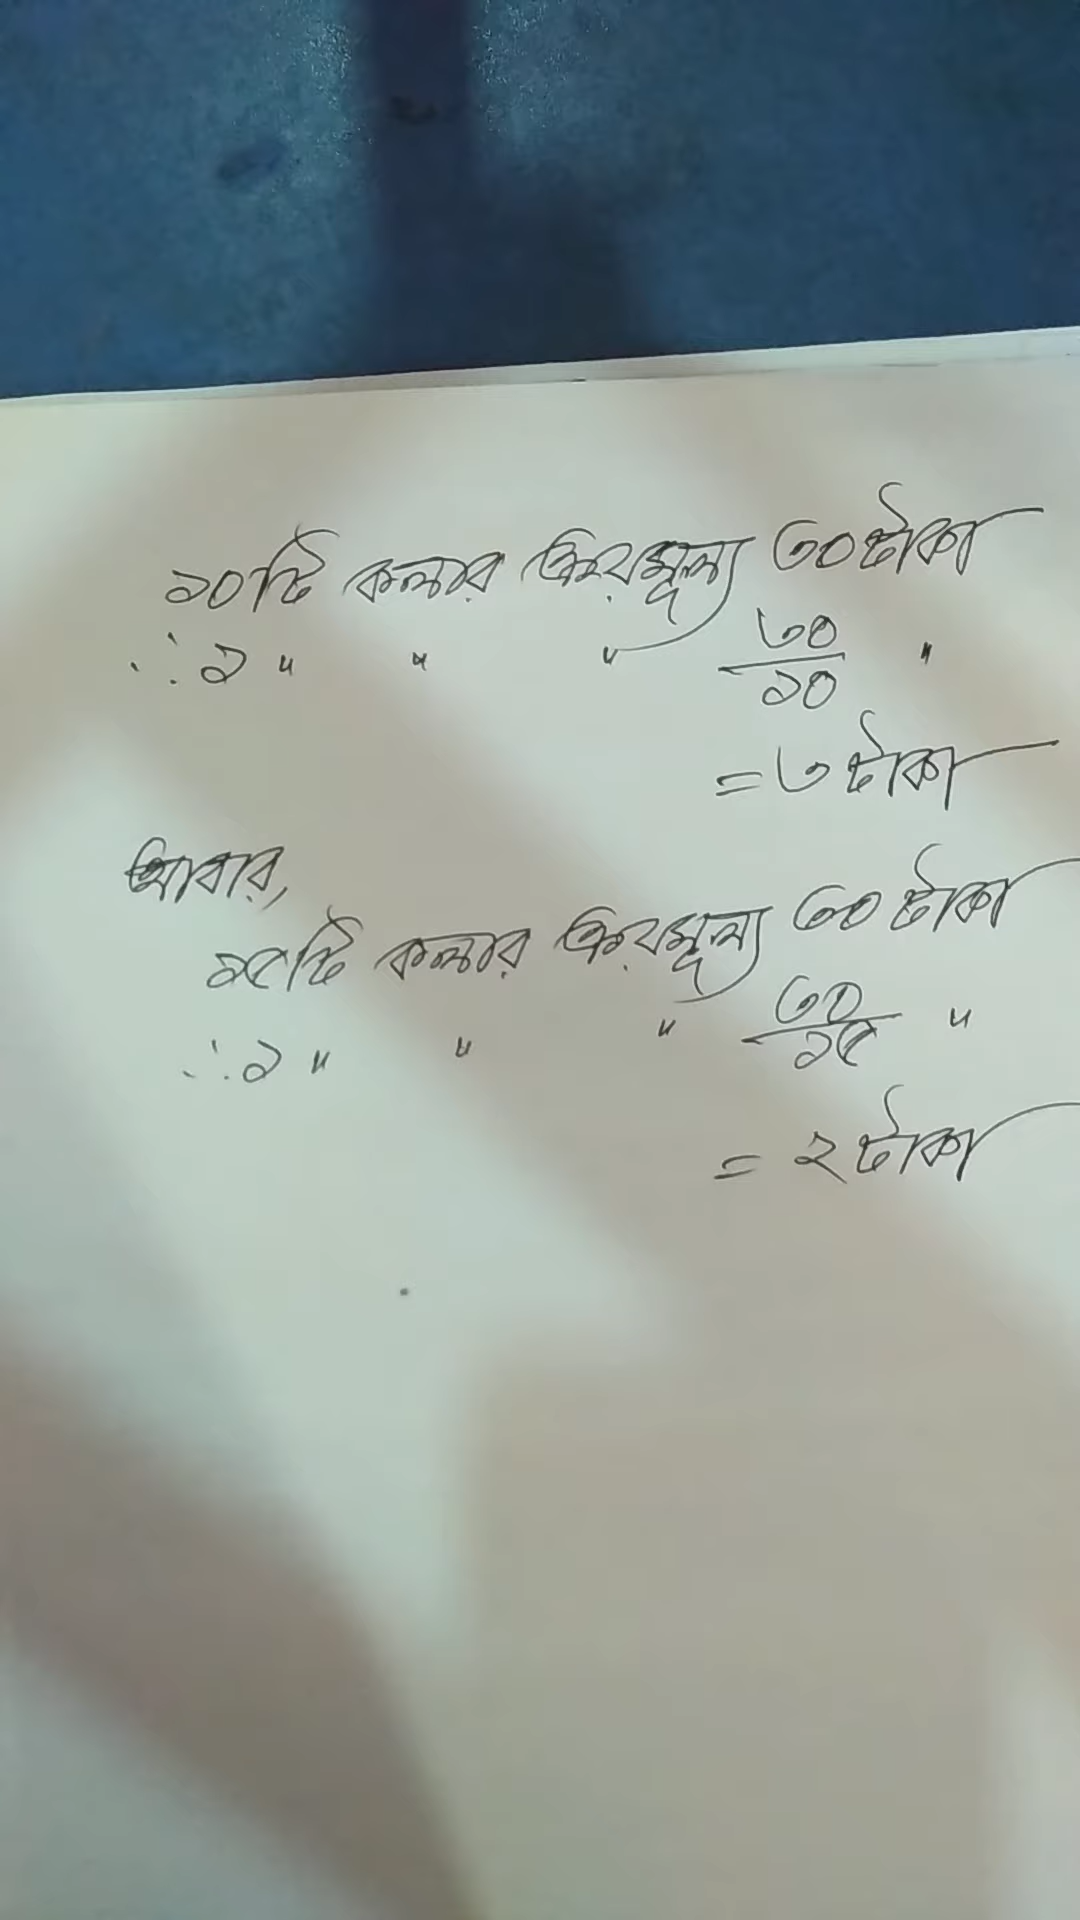 ১০টি কলার ক্রয়মূল্য ৩০ টাকা
∴ ১ " " " ৩০/১০ "
= ৩ টাকা
আবার,
১৫টি কলার ক্রয়মূল্য ৩০ টাকা
∴ ১ " " " ৩০/১৫ "
= ২ টাকা